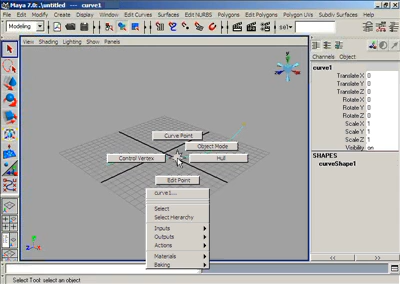 Maya 7.0: .\untitled --- curve1
Edit Modify Create Display Window Edit Curves Surfaces Edit NURBS Polygons Edit Polygons Polygon UVs Subdiv Surfaces
Modeling
View Shading Lighting Show Panels
Channels Object
curve1
Translate X 0
Translate Y 0
Translate Z 0
Rotate X 0
Rotate Y 0
Rotate Z 0
Scale X 1
Scale Y 1
Scale Z 1
Visibility on
SHAPES
curveShape1
Curve Point
Object Mode
Control Vertex
Hull
Edit Point
curve1...
Select
Select Hierarchy
Inputs
Outputs
Actions
Materials
Baking
Select Tool: select an object